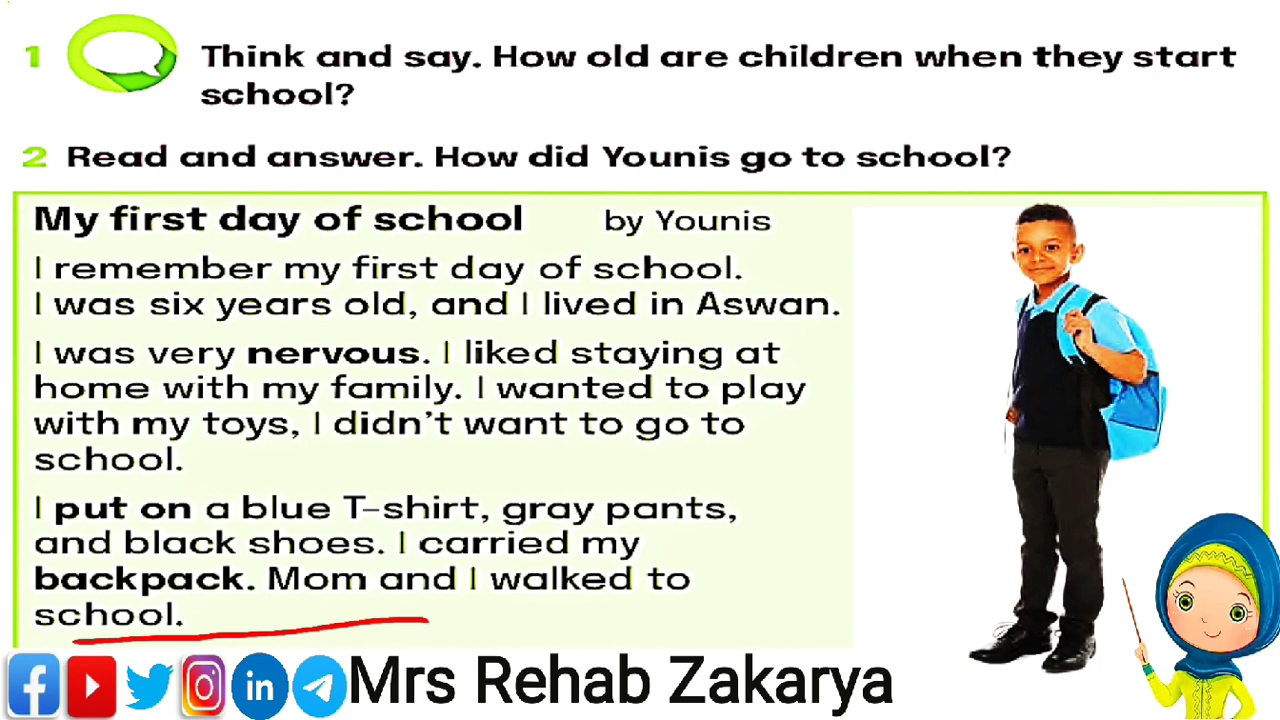 1 Think and say. How old are children when they start
school?
2 Read and answer. How did Younis go to school?
My first day of school by Younis
I remember my first day of school.
I was six years old, and I lived in Aswan.
I was very nervous. I liked staying at
home with my family. I wanted to play
with my toys, I didn't want to go to
school.
I put on a blue T-shirt, gray pants,
and black shoes. I carried my
backpack. Mom and I walked to
school.
Mrs Rehab Zakarya